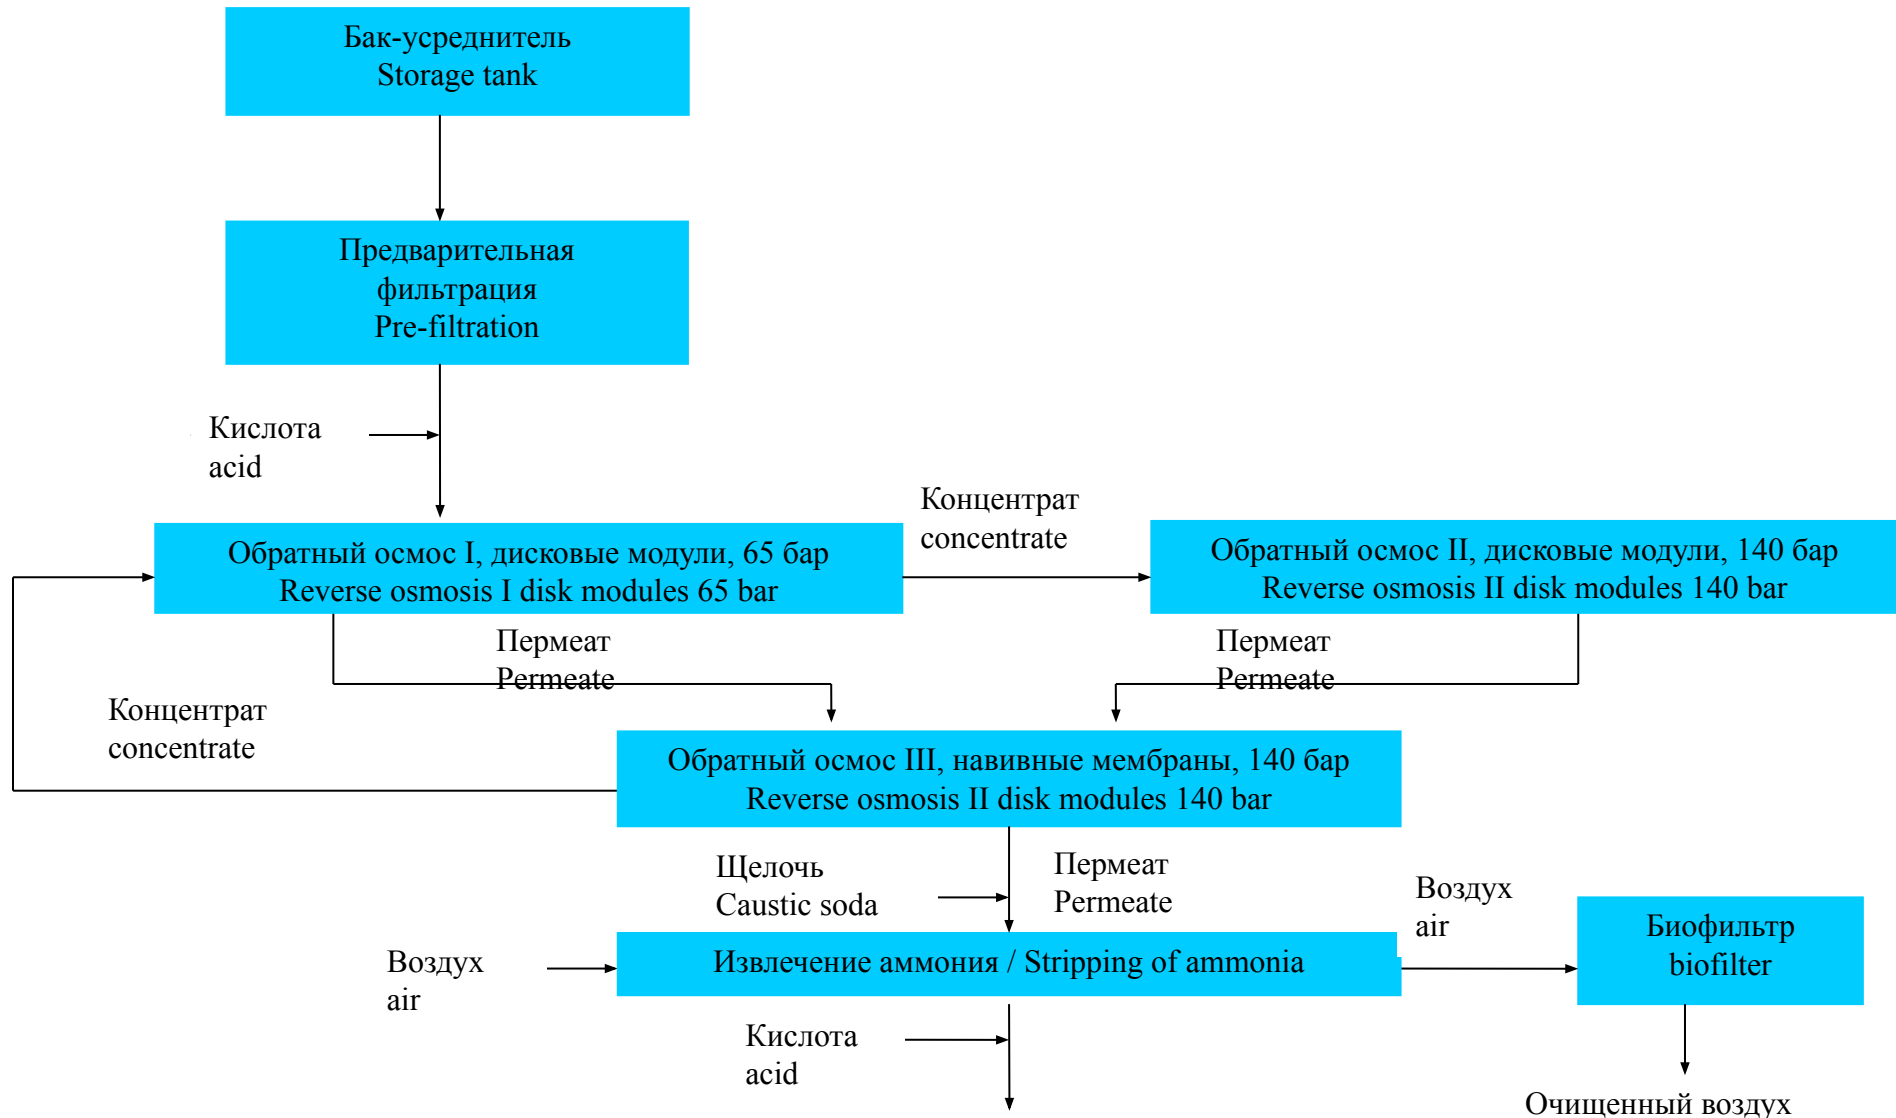 Бак-усреднитель
Storage tank
Предварительная
фильтрация
Pre-filtration
Кислота
acid
Концентрат
concentrate
Обратный осмос I, дисковые модули, 65 бар
Reverse osmosis I disk modules 65 bar
Обратный осмос II, дисковые модули, 140 бар
Reverse osmosis II disk modules 140 bar
Пермеат
Permeate
Пермеат
Permeate
Концентрат
concentrate
Обратный осмос III, навивные мембраны, 140 бар
Reverse osmosis II disk modules 140 bar
Щелочь
Caustic soda
Пермеат
Permeate
Воздух
air
Биофильтр
biofilter
Воздух
air
Извлечение аммония / Stripping of ammonia
Кислота
acid
Очищенный воздух